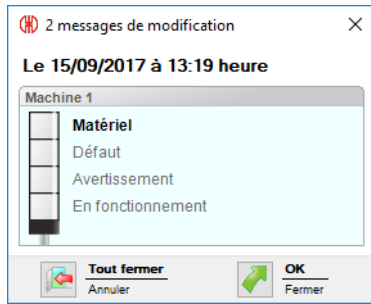 2 messages de modification
Le 15/09/2017 à 13:19 heure
Machine 1
Matériel
Défaut
Avertissement
En fonctionnement
Tout fermer
Annuler
OK
Fermer